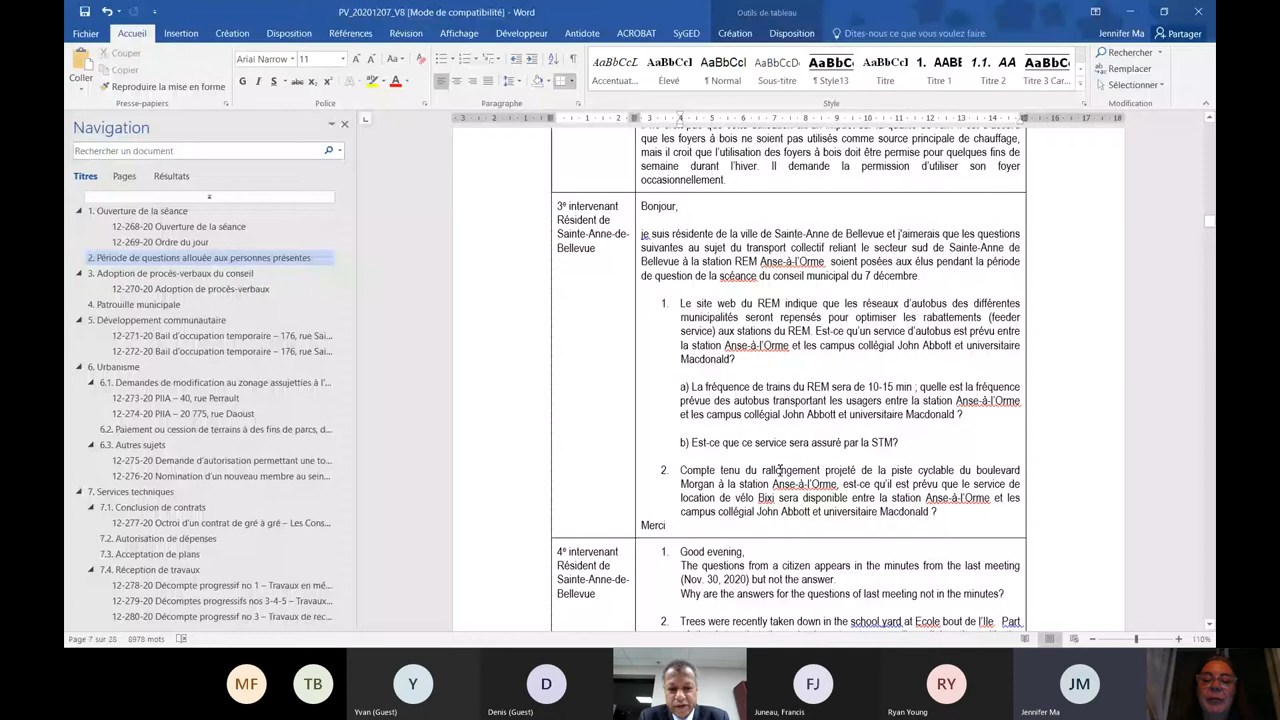 PV_20201207_V8 [Mode de compatibilité] - Word
Outils de tableau
Fichier Accueil Insertion Création Disposition Références Révision Affichage Développeur Antidote ACROBAT SyGED Création Disposition Dites-nous ce que vous voulez faire. Jennifer Ma Partager
Coller
Couper
Copier
Reproduire la mise en forme
Presse-papiers
Arial Narrow 11
Police
Paragraphe
AaBbCcL AaBbCcI AaBbCcI AaBbCcDc AaBbCcI AaBbCcI 1. AABE 1.1. AA AaBbCcI
Accentuat... Élevé ¶ Normal Sous-titre ¶ Style13 Titre Titre 1 Titre 2 Titre 3 Car...
Style
Rechercher
Remplacer
Sélectionner
Modification
Navigation
Rechercher un document
Titres Pages Résultats
1. Ouverture de la séance
12-268-20 Ouverture de la séance
12-269-20 Ordre du jour
2. Période de questions allouée aux personnes présentes
3. Adoption de procès-verbaux du conseil
12-270-20 Adoption de procès-verbaux
4. Patrouille municipale
5. Développement communautaire
12-271-20 Bail d'occupation temporaire – 176, rue Sai...
12-272-20 Bail d'occupation temporaire – 176, rue Sai...
6. Urbanisme
6.1. Demandes de modification au zonage assujetties à l'...
12-273-20 PIIA – 40, rue Perrault
12-274-20 PIIA – 20 775, rue Daoust
6.2. Paiement ou cession de terrains à des fins de parcs, d...
6.3. Autres sujets
12-275-20 Demande d'autorisation permettant une to...
12-276-20 Nomination d'un nouveau membre au sein...
7. Services techniques
7.1. Conclusion de contrats
12-277-20 Octroi d'un contrat de gré à gré – Les Cons...
7.2. Autorisation de dépenses
7.3. Acceptation de plans
7.4. Réception de travaux
12-278-20 Décompte progressif no 1 – Travaux en mé...
12-279-20 Décomptes progressifs nos 3-4-5 – Travaux...
12-280-20 Décompte progressif no 3 – Travaux de rec...
que les foyers à bois ne soient pas utilisés comme source principale de chauffage,
mais il croit que l'utilisation des foyers à bois doit être permise pour quelques fins de
semaine durant l'hiver. Il demande la permission d'utiliser son foyer
occasionnellement.
3e intervenant
Résident de
Sainte-Anne-de-
Bellevue
Bonjour,
je suis résidente de la ville de Sainte-Anne de Bellevue et j'aimerais que les questions
suivantes au sujet du transport collectif reliant le secteur sud de Sainte-Anne de
Bellevue à la station REM Anse-à-l'Orme soient posées aux élus pendant la période
de question de la scéance du conseil municipal du 7 décembre.
1. Le site web du REM indique que les réseaux d'autobus des différentes
municipalités seront repensés pour optimiser les rabattements (feeder
service) aux stations du REM. Est-ce qu'un service d'autobus est prévu entre
la station Anse-à-l'Orme et les campus collégial John Abbott et universitaire
Macdonald?
a) La fréquence de trains du REM sera de 10-15 min ; quelle est la fréquence
prévue des autobus transportant les usagers entre la station Anse-à-l'Orme
et les campus collégial John Abbott et universitaire Macdonald ?
b) Est-ce que ce service sera assuré par la STM?
2. Compte tenu du rallongement projeté de la piste cyclable du boulevard
Morgan à la station Anse-à-l'Orme, est-ce qu'il est prévu que le service de
location de vélo Bixi sera disponible entre la station Anse-à-l'Orme et les
campus collégial John Abbott et universitaire Macdonald ?
Merci
4e intervenant
Résident de
Sainte-Anne-de-
Bellevue
1. Good evening,
The questions from a citizen appears in the minutes from the last meeting
(Nov. 30, 2020) but not the answer.
Why are the answers for the questions of last meeting not in the minutes?
2. Trees were recently taken down in the school yard at Ecole bout de l'Ile. Part
Page 7 sur 28 8978 mots
110%
MF TB Y D FJ RY JM
Yvan (Guest) Denis (Guest) Juneau, Francis Ryan Young Jennifer Ma